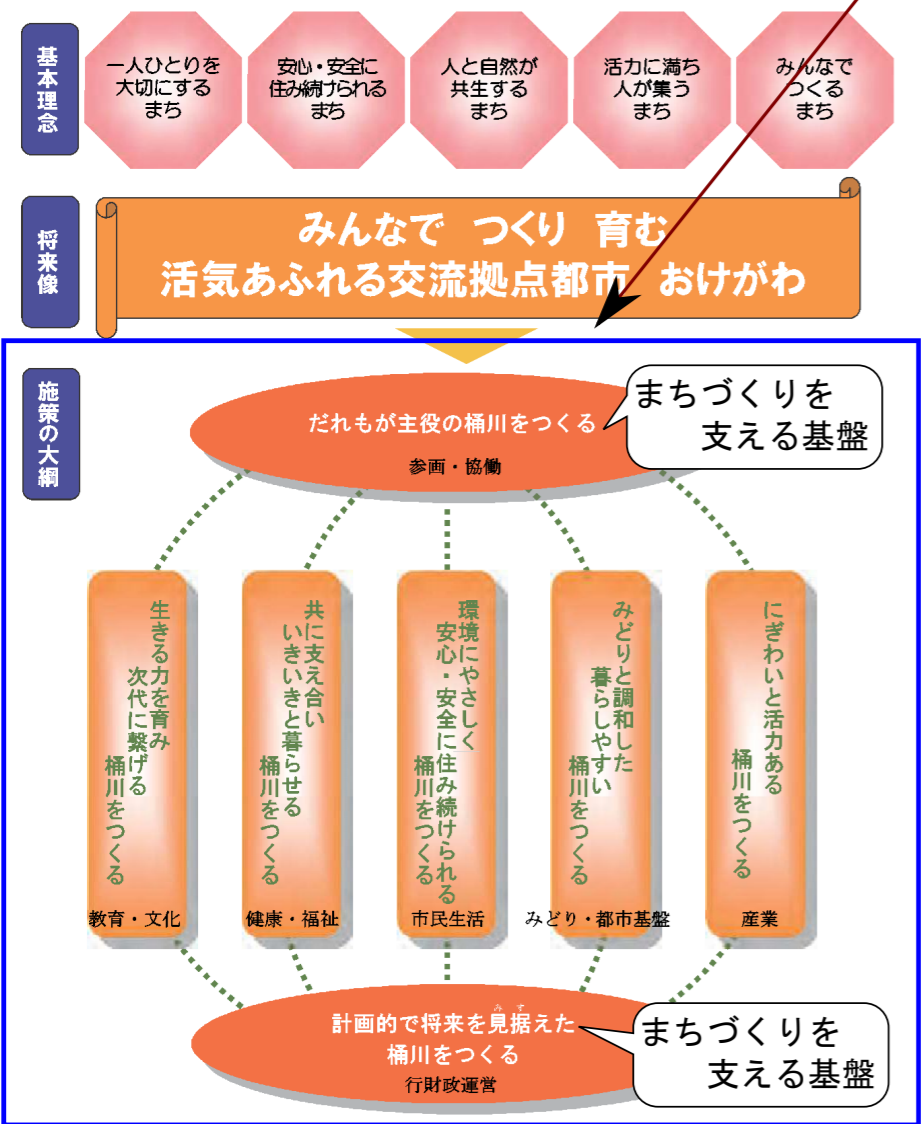 基本理念
一人ひとりを
大切にする
まち
安心・安全に
住み続けられる
まち
人と自然が
共生する
まち
活力に満ち
人が集う
まち
みんなで
つくる
まち
将来像
みんなで つくり 育む
活気あふれる交流拠点都市 おけがわ
施策の大綱
だれもが主役の桶川をつくる
参画・協働
まちづくりを
支える基盤
生きる力を育み
次代に繋げる
桶川をつくる
教育・文化
共に支え合い
いきいきと暮らせる
桶川をつくる
健康・福祉
環境にやさしく
安心・安全に住み続けられる
桶川をつくる
市民生活
みどりと調和した
暮らしやすい
桶川をつくる
みどり・都市基盤
にぎわいと活力ある
桶川をつくる
産業
みす
計画的で将来を見据えた
桶川をつくる
行財政運営
まちづくりを
支える基盤